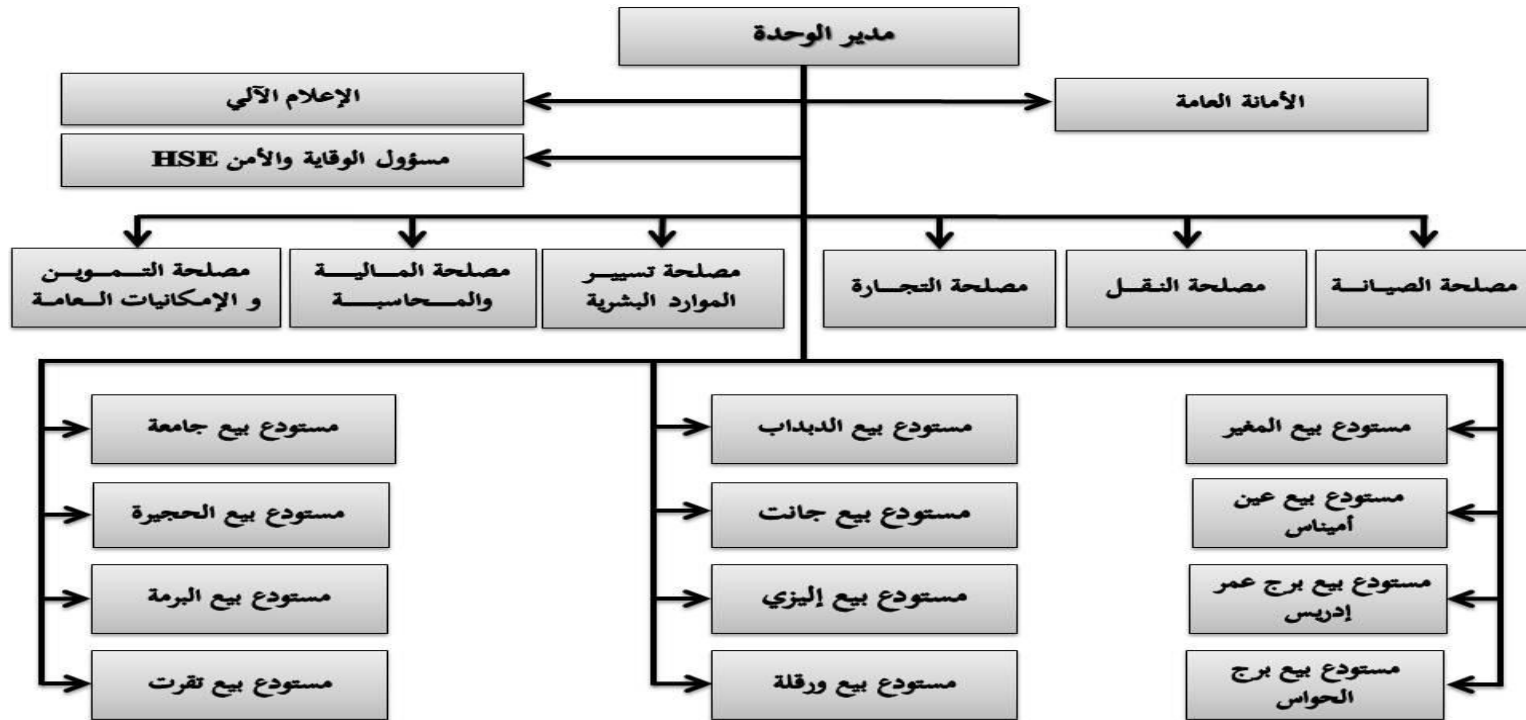 مدير الوحدة
الأمانة العامة
الإعلام الآلي
مسؤول الوقاية والأمن HSE
مصلحة الصيانة
مصلحة النقل
مصلحة التجارة
مصلحة تسيير
الموارد البشرية
مصلحة المالية
والمحاسبة
مصلحة التموين
و الإمكانيات العامة
مستودع بيع المغير
مستودع بيع الدبداب
مستودع بيع جامعة
مستودع بيع عين
أميناس
مستودع بيع جانت
مستودع بيع الحجيرة
مستودع بيع برج عمر
إدريس
مستودع بيع إليزي
مستودع بيع البرمة
مستودع بيع برج
الحواس
مستودع بيع ورقلة
مستودع بيع تقرت